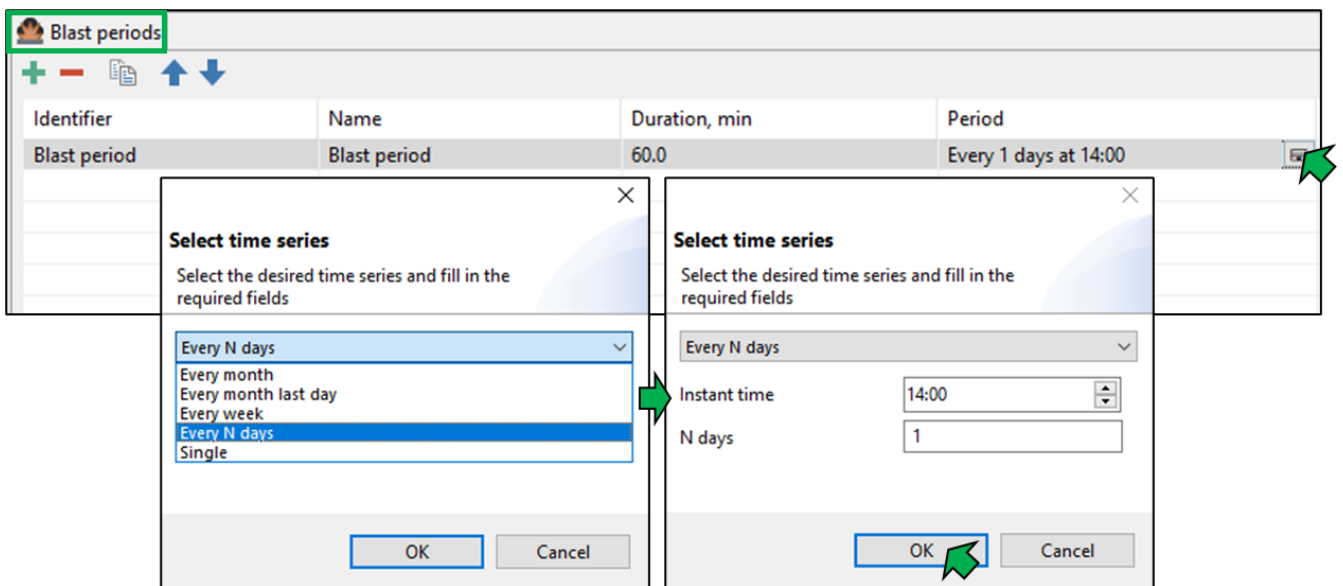 Blast periods
Identifier Name Duration, min Period
Blast period Blast period 60.0 Every 1 days at 14:00
Select time series
Select the desired time series and fill in the
required fields
Every N days
Every month
Every month last day
Every week
Every N days
Single
OK Cancel
Select time series
Select the desired time series and fill in the
required fields
Every N days
Instant time 14:00
N days 1
OK Cancel